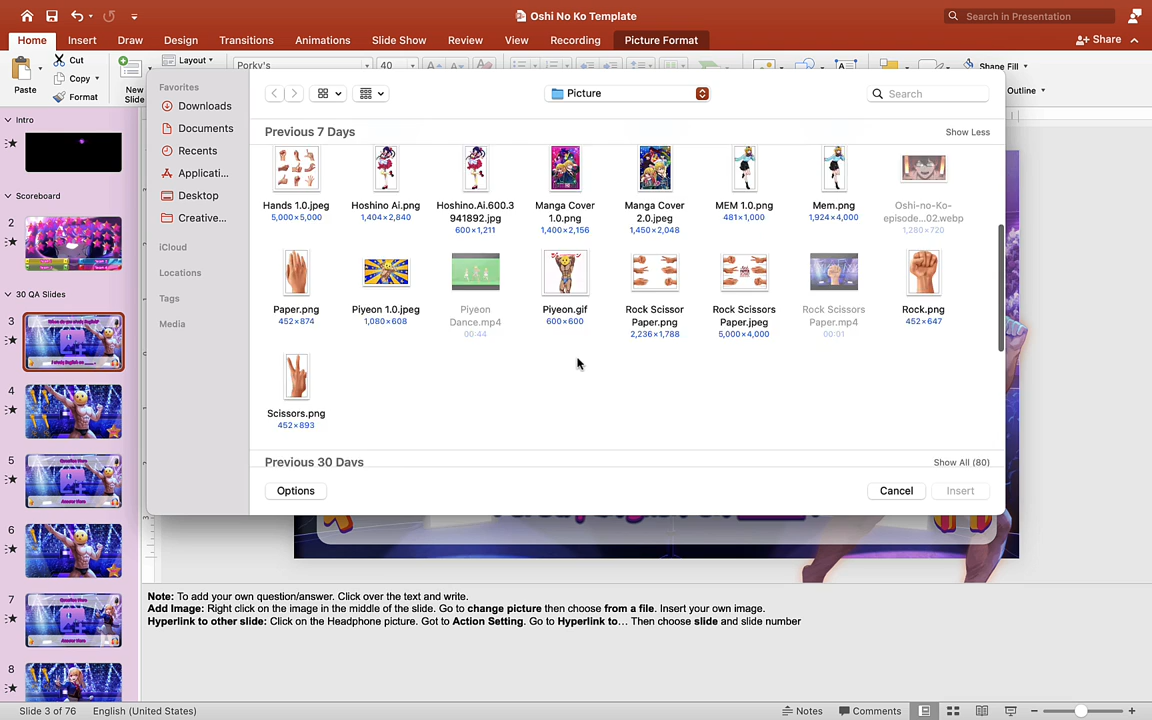 Oshi No Ko Template
Search in Presentation
Home Insert Draw Design Transitions Animations Slide Show Review View Recording Picture Format Share
Paste Cut Copy Format New Slide Layout Porky's 40 Shape Fill Outline
Intro
Scoreboard
2
30 QA Slides
3
4
5
6
7
8
Favorites
Downloads
Documents
Recents
Applicati...
Desktop
Creative...
iCloud
Locations
Tags
Media
Picture
Search
Previous 7 Days Show Less
Hands 1.0.jpeg Hoshino Ai.png Hoshino.Ai.600.3 Manga Cover Manga Cover MEM 1.0.png Mem.png Oshi-no-Ko-
5,000×5,000 1,404×2,840 941892.jpg 1.0.png 2.0.jpeg 481×1,000 1,924×4,000 episode...02.webp
600×1,211 1,400×2,156 1,450×2,048 1,280×720
Paper.png Piyeon 1.0.jpeg Piyeon Piyeon.gif Rock Scissor Rock Scissors Rock Scissors Rock.png
452×874 1,080×608 Dance.mp4 600×600 Paper.png Paper.jpeg Paper.mp4 452×647
00:44 2,236×1,788 5,000×4,000 00:01
Scissors.png
452×893
Previous 30 Days Show All (80)
Options Cancel Insert
Note: To add your own question/answer. Click over the text and write.
Add Image: Right click on the image in the middle of the slide. Go to change picture then choose from a file. Insert your own image.
Hyperlink to other slide: Click on the Headphone picture. Got to Action Setting. Go to Hyperlink to... Then choose slide and slide number
Slide 3 of 76 English (United States) Notes Comments